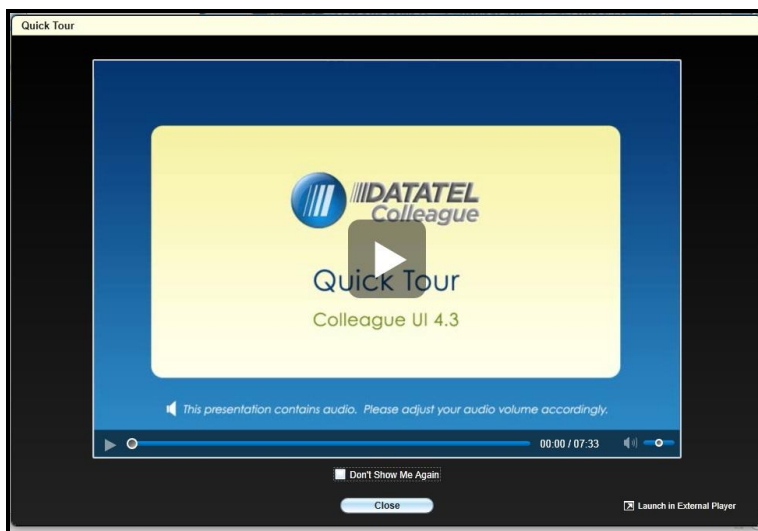 Quick Tour
DATATEL
Colleague
Quick Tour
Colleague UI 4.3
This presentation contains audio. Please adjust your audio volume accordingly.
00:00 / 07:33
Don't Show Me Again
Close
Launch in External Player